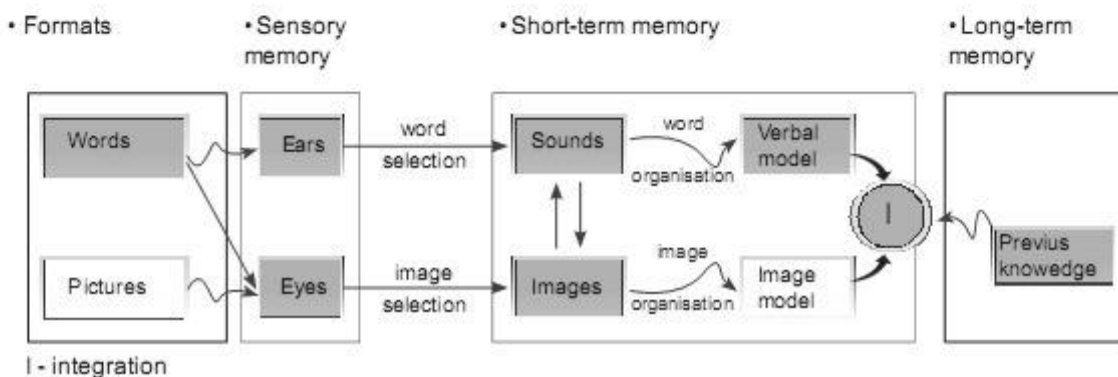 • Formats
• Sensory
memory
• Short-term memory
• Long-term
memory
Words
Ears
word
selection
Sounds
word
organisation
Verbal
model
I
Previus
knowedge
Pictures
Eyes
image
selection
Images
image
organisation
Image
model
I - integration